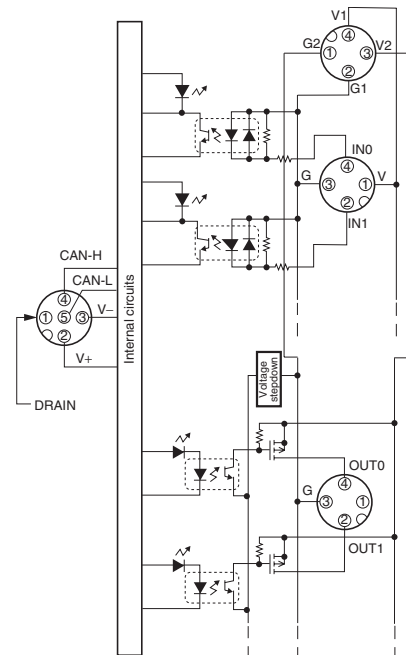 V1
G2 4 V2
1 3
2
G1
IN0
4
G 3 1 V
2
IN1
CAN-H
CAN-L
4
1 5 3 V−
2
V+
DRAIN
Internal circuits
Voltage
stepdown
OUT0
4
G 3 1
2
OUT1